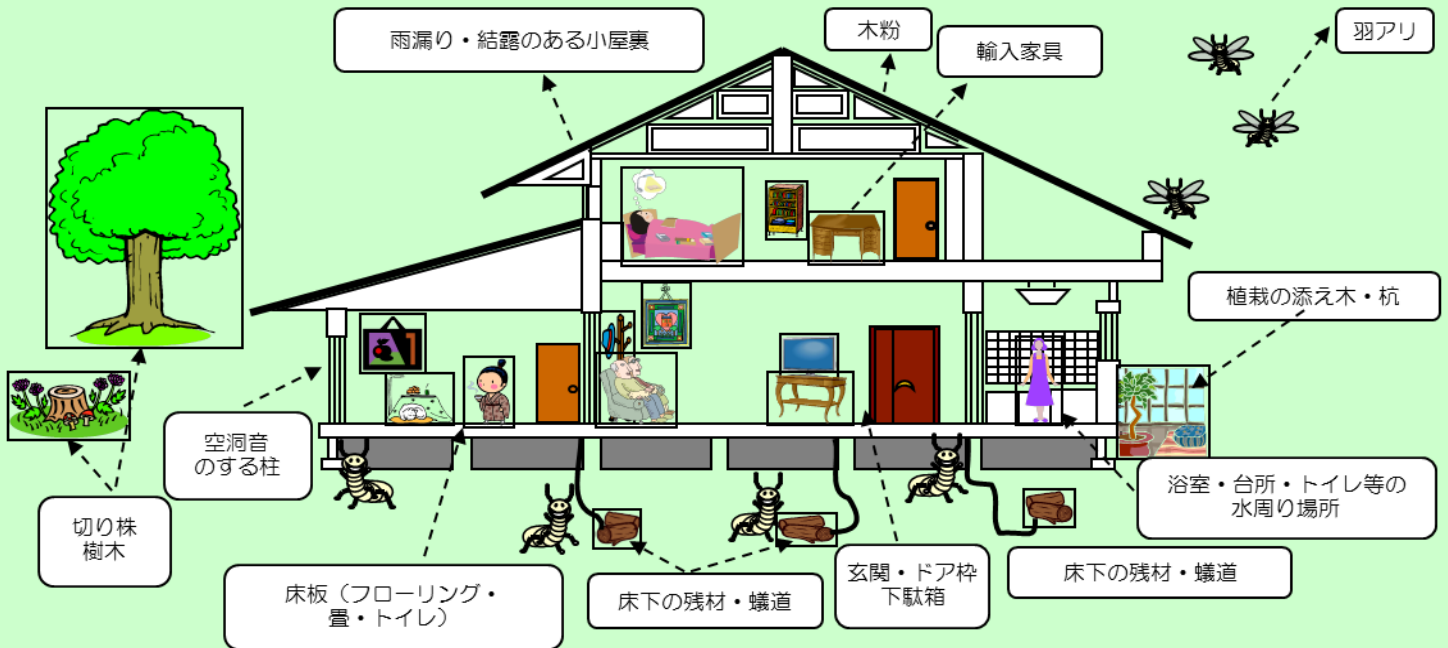 雨漏り・結露のある小屋裏
木粉
輸入家具
羽アリ
植栽の添え木・杭
空洞音
のする柱
切り株
樹木
床板(フローリング・
畳・トイレ)
床下の残材・蟻道
玄関・ドア枠
下駄箱
浴室・台所・トイレ等の
水周り場所
床下の残材・蟻道